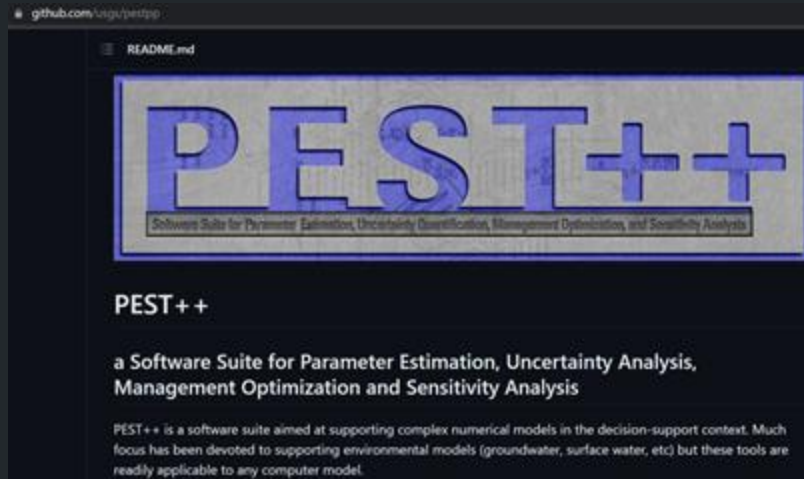 github.com/usgs/pestpp
README.md
PEST++
Software Suite for Parameter Estimation, Uncertainty Quantification, Management Optimization, and Sensitivity Analysis
PEST++
a Software Suite for Parameter Estimation, Uncertainty Analysis,
Management Optimization and Sensitivity Analysis
PEST++ is a software suite aimed at supporting complex numerical models in the decision-support context. Much
focus has been devoted to supporting environmental models (groundwater, surface water, etc) but these tools are
readily applicable to any computer model.